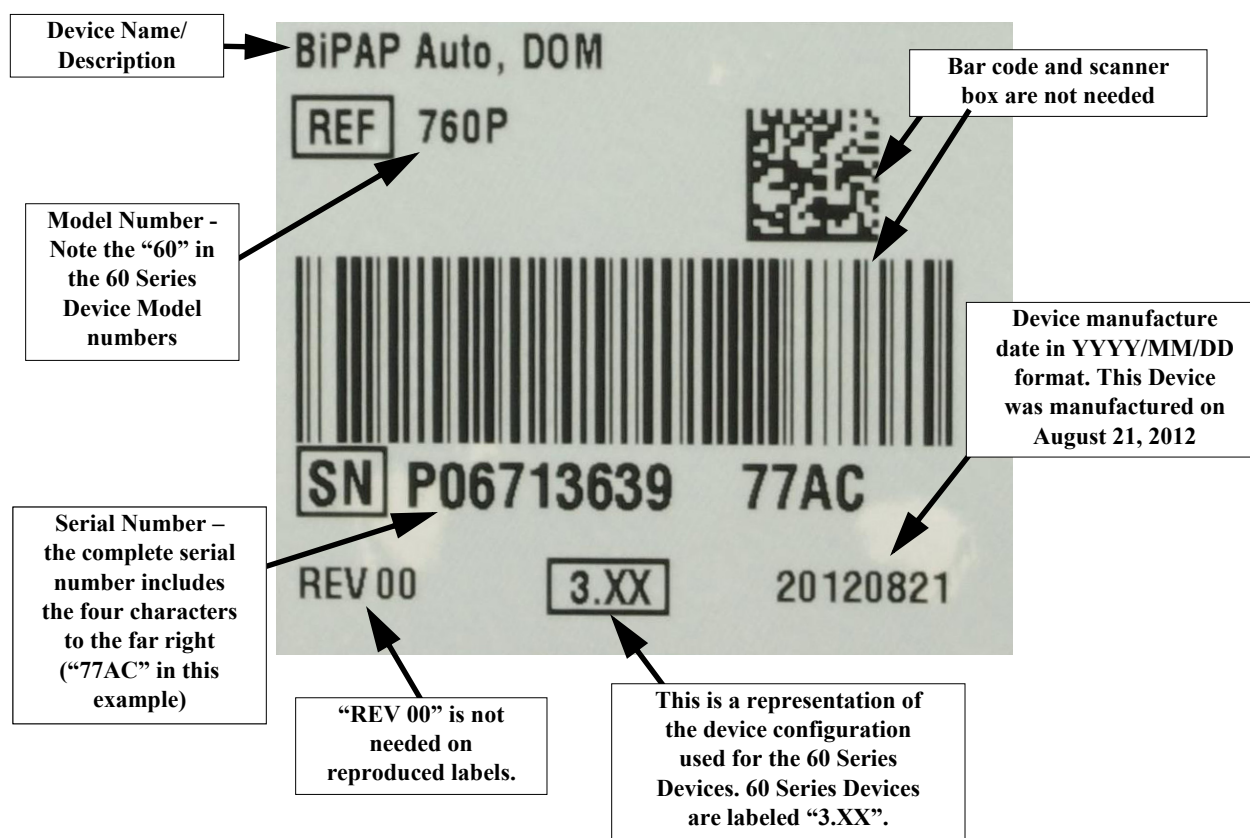 Device Name/
Description
BiPAP Auto, DOM
Bar code and scanner
box are not needed
REF 760P
Model Number -
Note the “60” in
the 60 Series
Device Model
numbers
Device manufacture
date in YYYY/MM/DD
format. This Device
was manufactured on
August 21, 2012
SN P06713639 77AC
Serial Number –
the complete serial
number includes
the four characters
to the far right
(“77AC” in this
example)
REV 00 3.XX 20120821
“REV 00” is not
needed on
reproduced labels.
This is a representation of
the device configuration
used for the 60 Series
Devices. 60 Series Devices
are labeled “3.XX”.